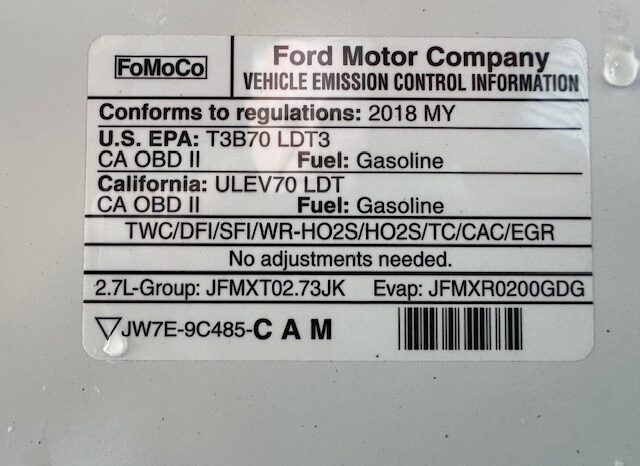 FoMoCo
Ford Motor Company
VEHICLE EMISSION CONTROL INFORMATION
Conforms to regulations: 2018 MY
U.S. EPA: T3B70 LDT3
CA OBD II Fuel: Gasoline
California: ULEV70 LDT
CA OBD II Fuel: Gasoline
TWC/DFI/SFI/WR-HO2S/HO2S/TC/CAC/EGR
No adjustments needed.
2.7L-Group: JFMXT02.73JK Evap: JFMXR0200GDG
JW7E-9C485-CAM